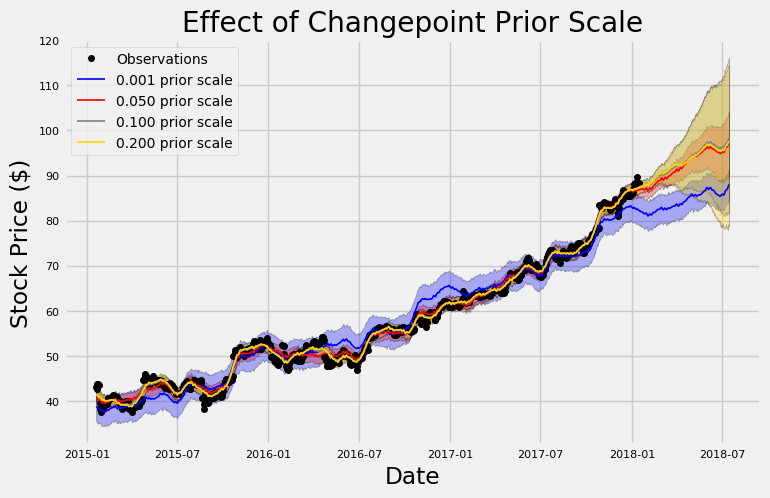 Effect of Changepoint Prior Scale
120
110
100
90
80
70
60
50
40
Stock Price ($)
Observations
0.001 prior scale
0.050 prior scale
0.100 prior scale
0.200 prior scale
2015-01 2015-07 2016-01 2016-07 2017-01 2017-07 2018-01 2018-07
Date